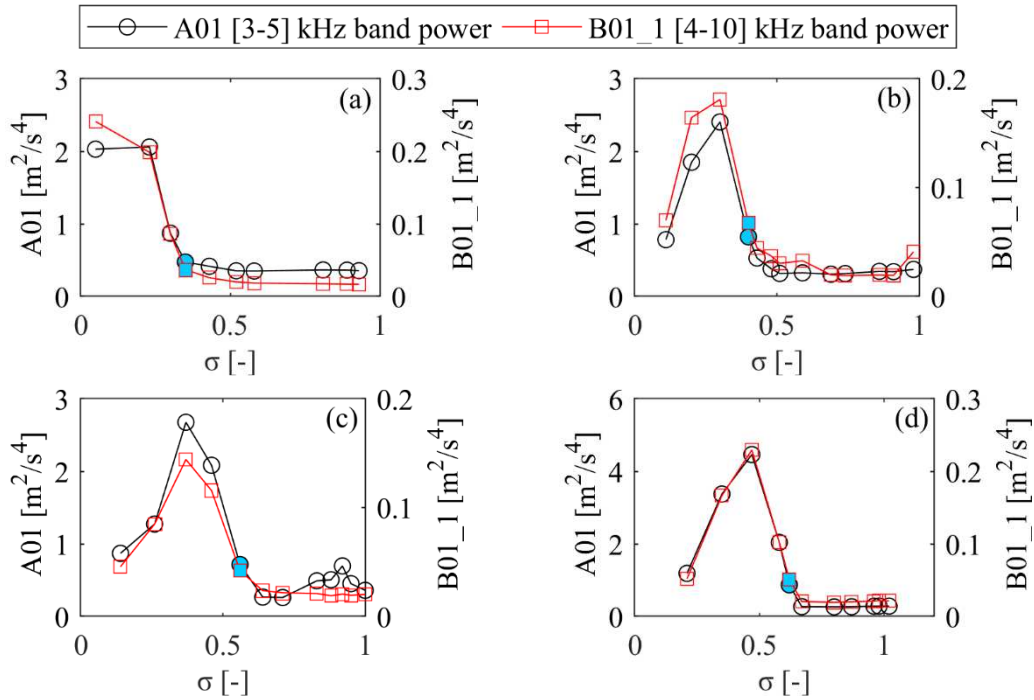 A01 [3-5] kHz band power B01_1 [4-10] kHz band power
(a)
A01 [m²/s⁴]
3
2
1
0
B01_1 [m²/s⁴]
0.3
0.2
0.1
0
0 0.5 1
σ [-]
(b)
A01 [m²/s⁴]
3
2
1
0
B01_1 [m²/s⁴]
0.2
0.1
0
0 0.5 1
σ [-]
(c)
A01 [m²/s⁴]
3
2
1
0
B01_1 [m²/s⁴]
0.2
0.1
0
0 0.5 1
σ [-]
(d)
A01 [m²/s⁴]
6
4
2
0
B01_1 [m²/s⁴]
0.3
0.2
0.1
0
0 0.5 1
σ [-]